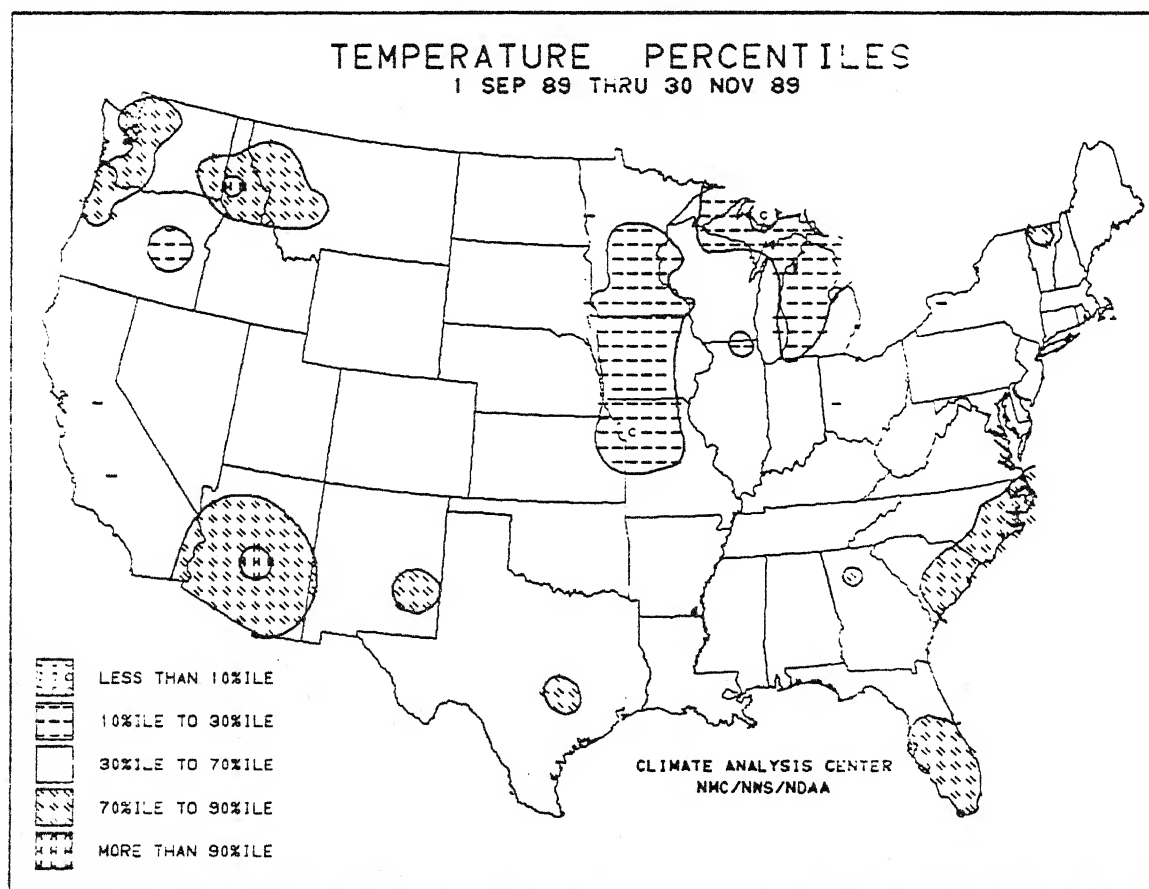 TEMPERATURE PERCENTILES
1 SEP 89 THRU 30 NOV 89
C
C
LESS THAN 10%ILE
10%ILE TO 30%ILE
30%ILE TO 70%ILE
70%ILE TO 90%ILE
MORE THAN 90%ILE
CLIMATE ANALYSIS CENTER
NMC/NWS/NOAA